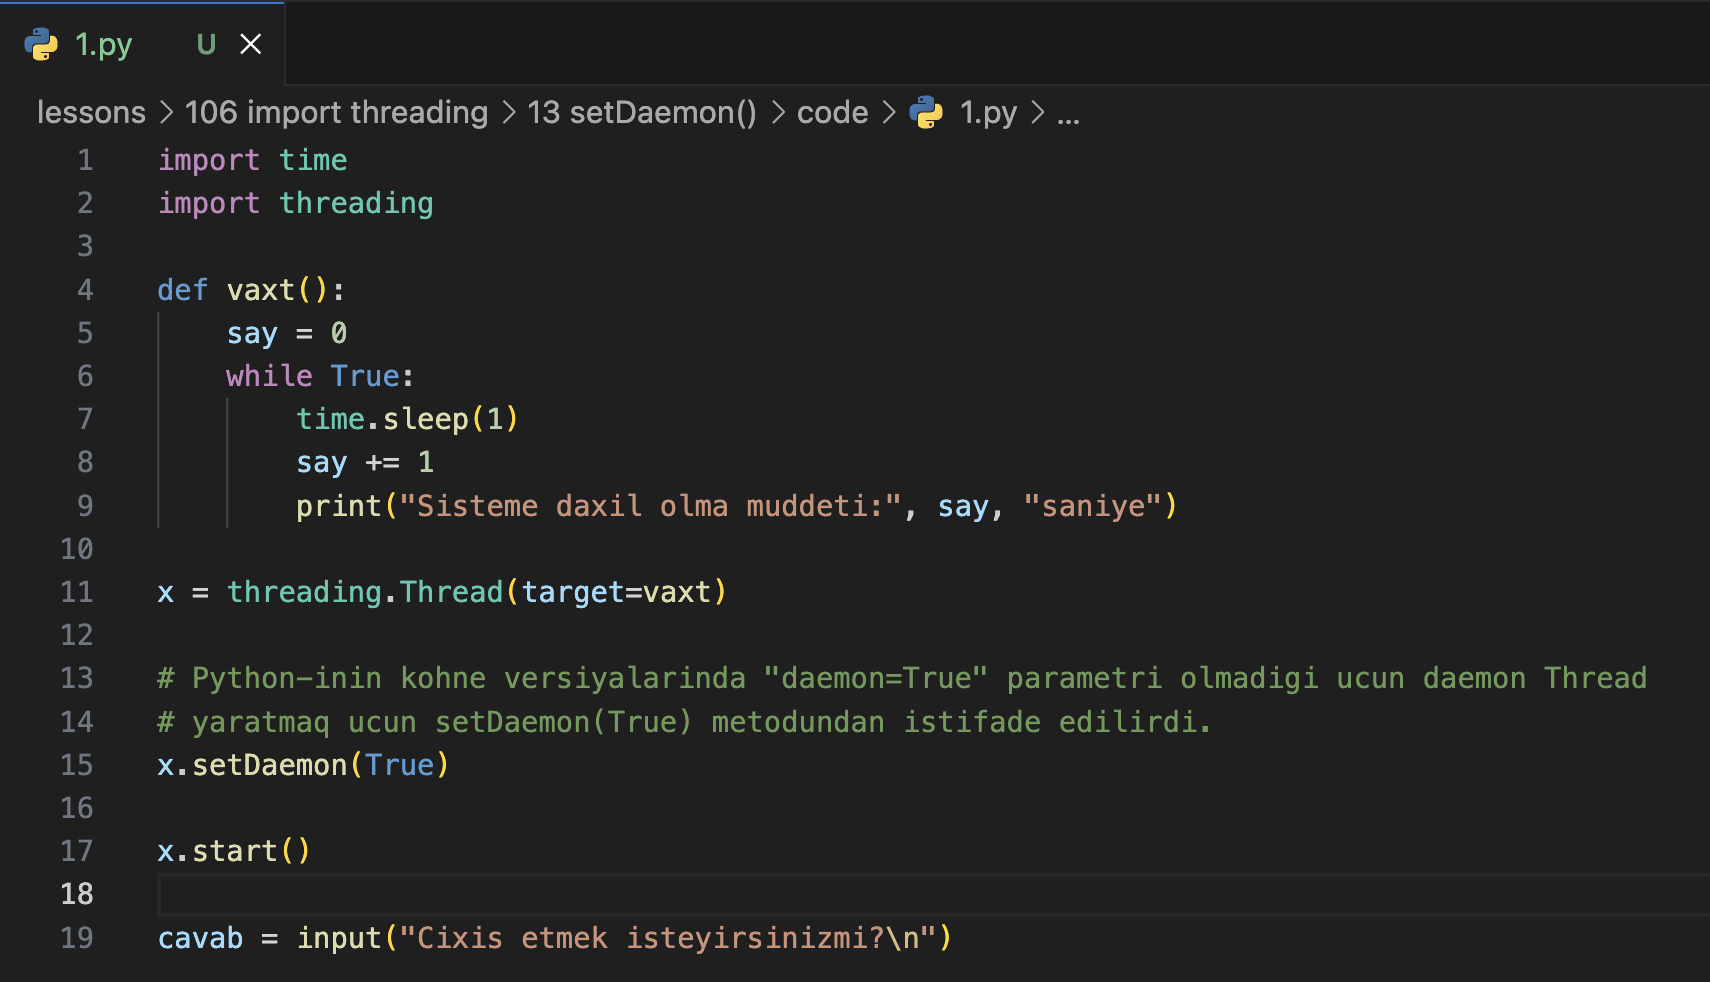 1.py U
lessons > 106 import threading > 13 setDaemon() > code > 1.py > ...
1 import time
2 import threading
3
4 def vaxt():
5     say = 0
6     while True:
7         time.sleep(1)
8         say += 1
9         print("Sisteme daxil olma muddeti:", say, "saniye")
10
11 x = threading.Thread(target=vaxt)
12
13 # Python-inin kohne versiyalarinda "daemon=True" parametri olmadigi ucun daemon Thread
14 # yaratmaq ucun setDaemon(True) metodundan istifade edilirdi.
15 x.setDaemon(True)
16
17 x.start()
18
19 cavab = input("Cixis etmek isteyirsinizmi?\n")